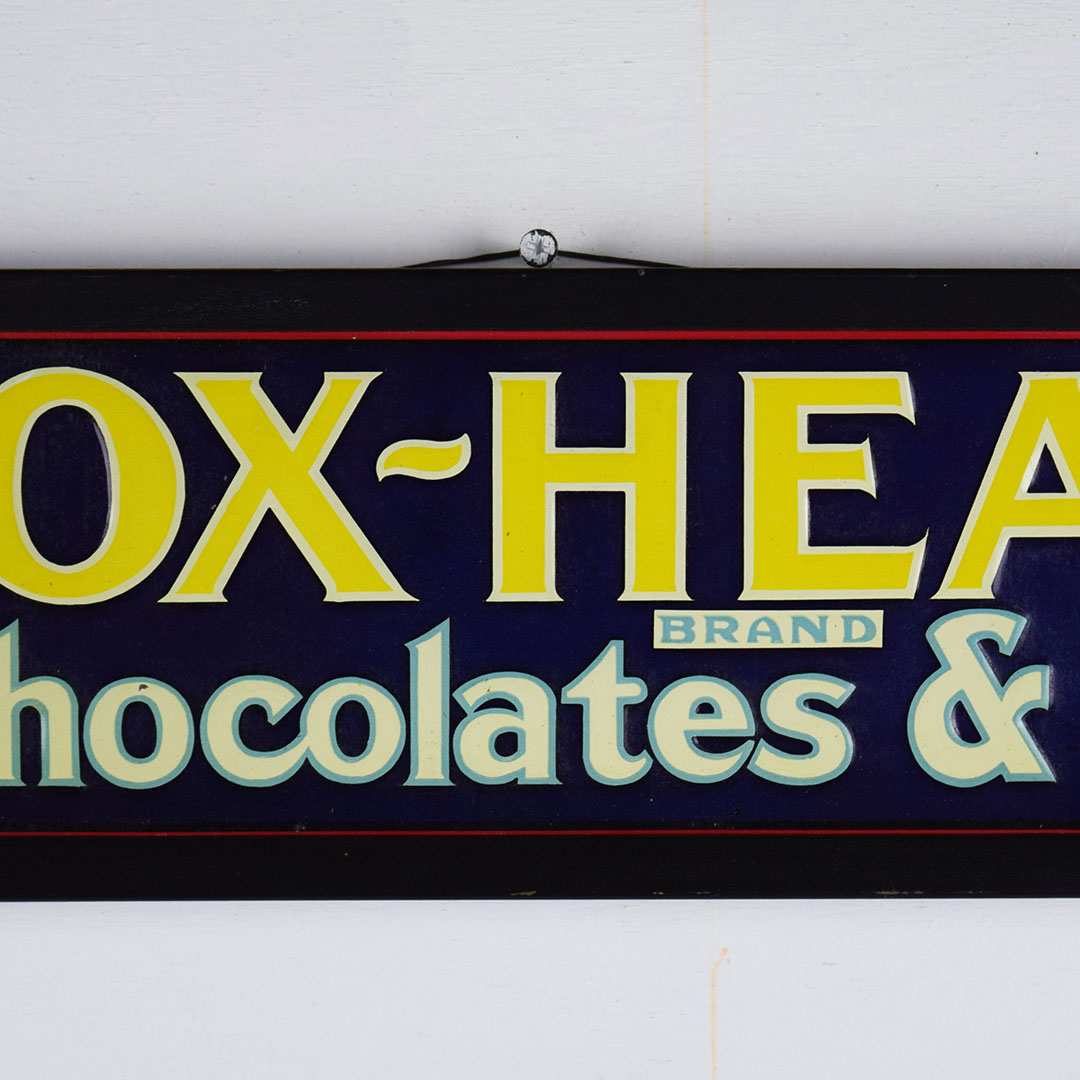 OX-HEA
BRAND
hocolates &